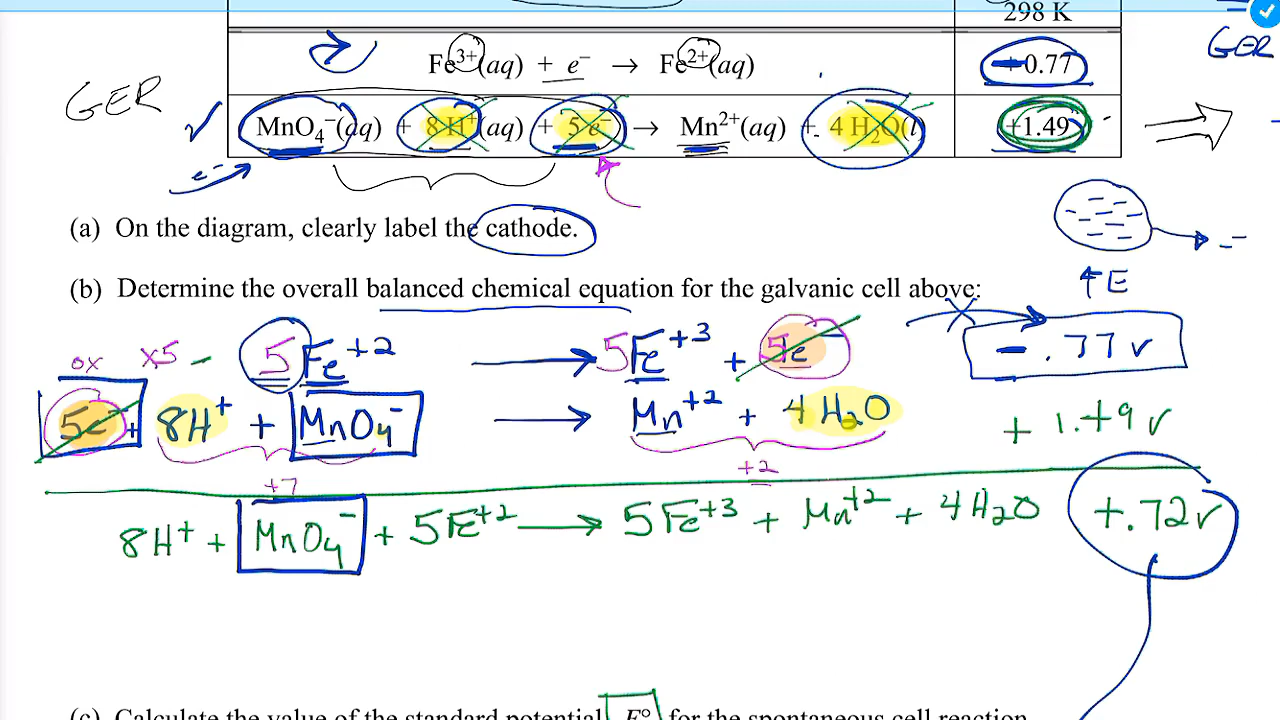 298 K
GER
Fe³⁺(aq) + e⁻ → Fe²⁺(aq) +0.77
GER
MnO₄⁻(aq) + 8 H⁺(aq) + 5 e⁻ → Mn²⁺(aq) + 4 H₂O(l) +1.49
e⁻
(a) On the diagram, clearly label the cathode.
4E
(b) Determine the overall balanced chemical equation for the galvanic cell above:
ox x5 5Fe⁺² → 5Fe⁺³ + 5e⁻ -.77v
5e⁻ + 8H⁺ + MnO₄⁻ → Mn⁺² + 4H₂O +1.49v
+7 +2
8H⁺ + MnO₄⁻ + 5Fe⁺² → 5Fe⁺³ + Mn⁺² + 4H₂O +.72v
(c) Calculate the value of the standard potential, E°, for the spontaneous cell reaction